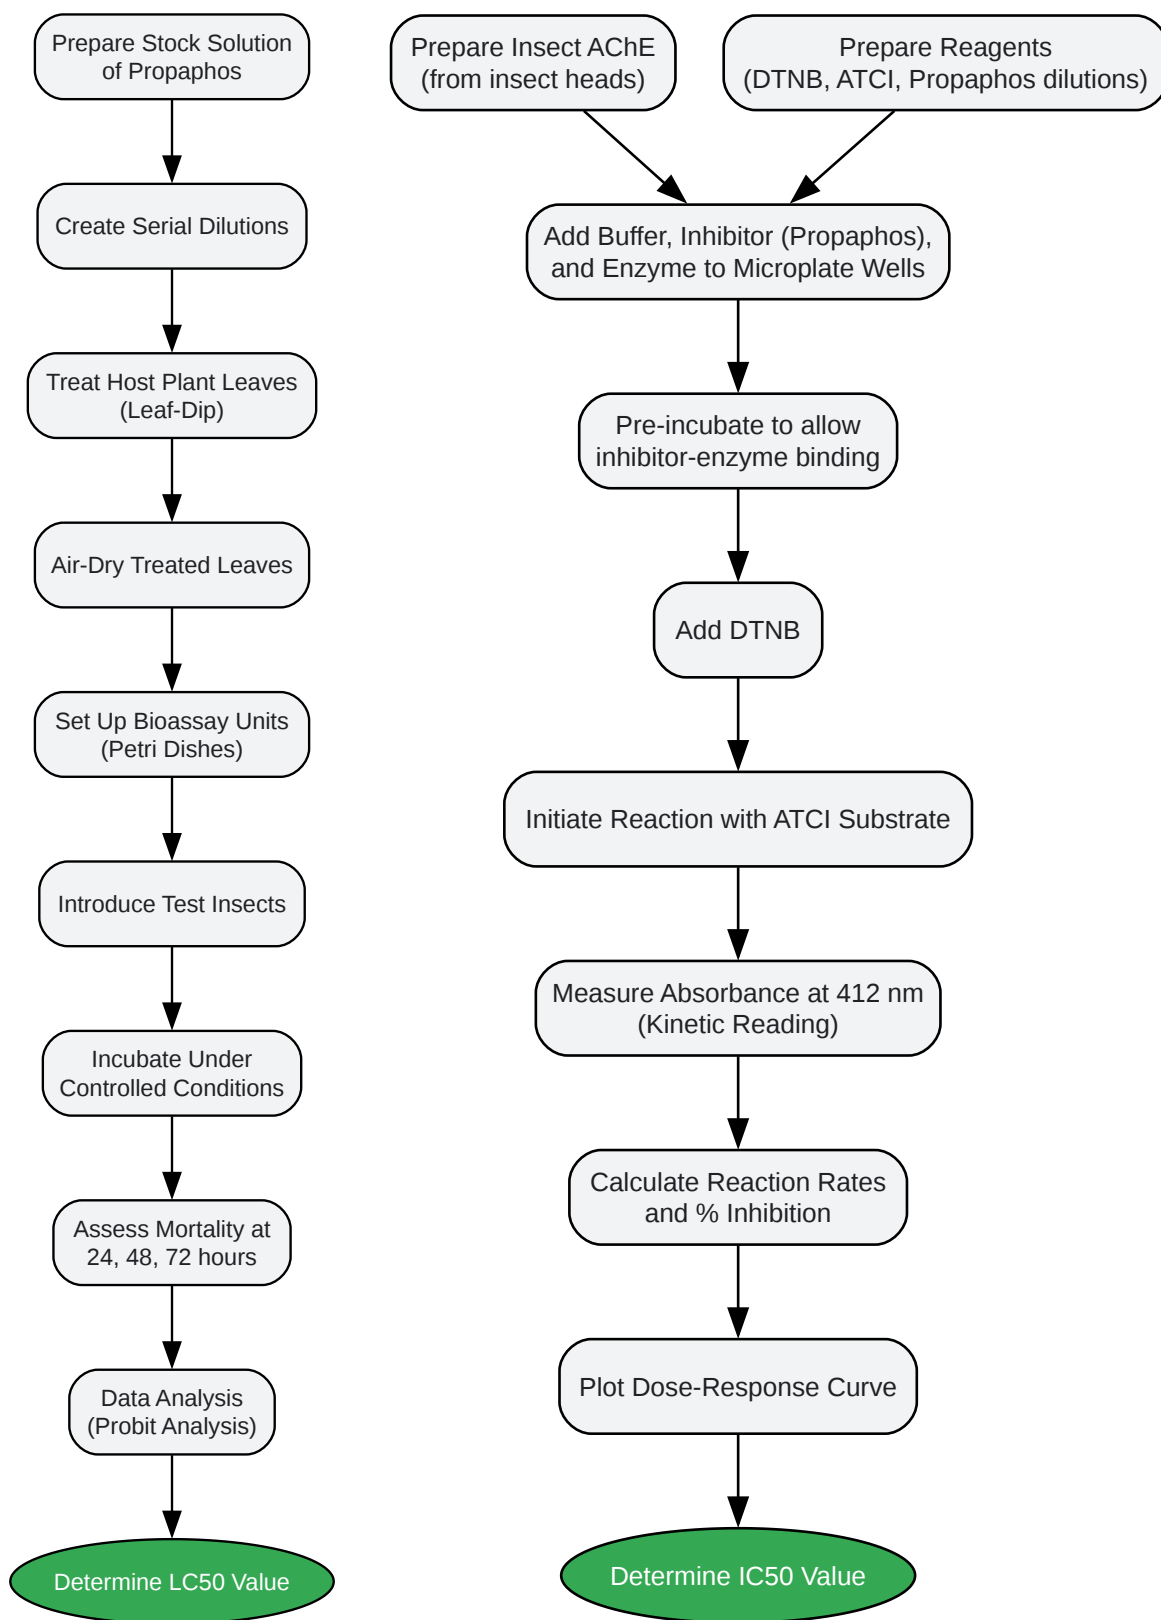 Prepare Stock Solution
of Propaphos
Create Serial Dilutions
Treat Host Plant Leaves
(Leaf-Dip)
Air-Dry Treated Leaves
Set Up Bioassay Units
(Petri Dishes)
Introduce Test Insects
Incubate Under
Controlled Conditions
Assess Mortality at
24, 48, 72 hours
Data Analysis
(Probit Analysis)
Determine LC50 Value
Prepare Insect AChE
(from insect heads)
Prepare Reagents
(DTNB, ATCI, Propaphos dilutions)
Add Buffer, Inhibitor (Propaphos),
and Enzyme to Microplate Wells
Pre-incubate to allow
inhibitor-enzyme binding
Add DTNB
Initiate Reaction with ATCI Substrate
Measure Absorbance at 412 nm
(Kinetic Reading)
Calculate Reaction Rates
and % Inhibition
Plot Dose-Response Curve
Determine IC50 Value